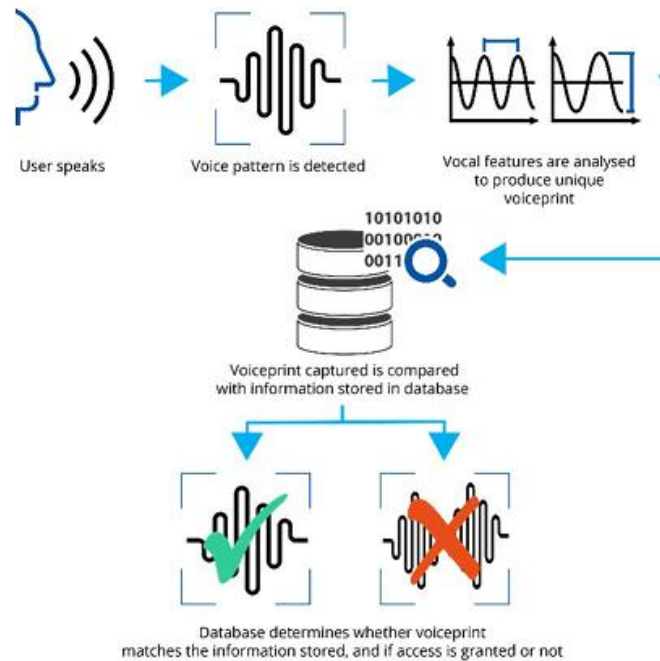 User speaks
Voice pattern is detected
Vocal features are analysed
to produce unique
voiceprint
10101010
00100010
0011
Voiceprint captured is compared
with information stored in database
Database determines whether voiceprint
matches the information stored, and if access is granted or not